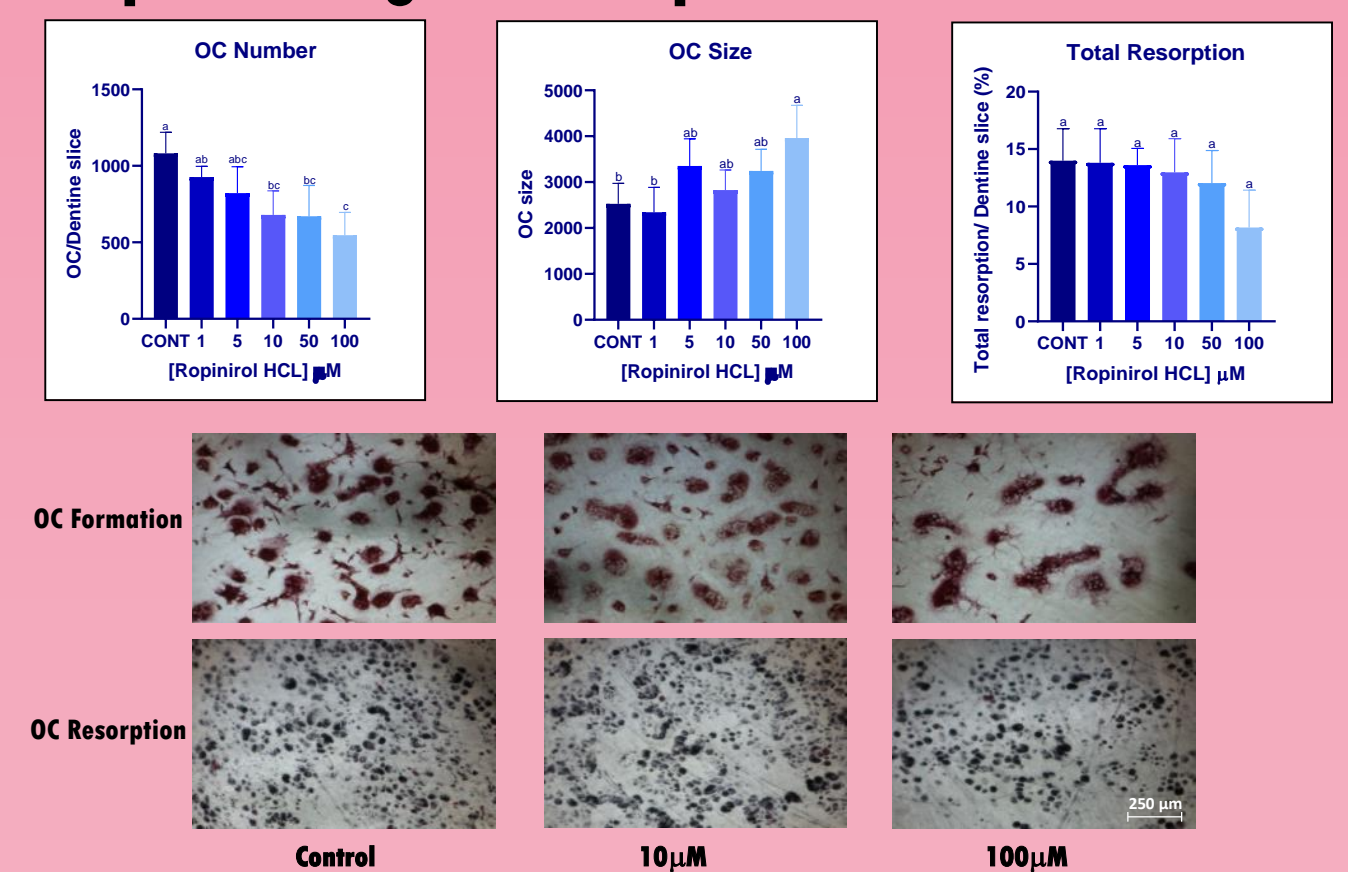 OC Number
OC/Dentine slice
1500
1000
500
0
a
ab
abc
bc
bc
c
CONT 1 5 10 50 100
[Ropinirol HCL] μM
OC Size
OC size
5000
4000
3000
2000
1000
0
b
b
ab
ab
ab
a
CONT 1 5 10 50 100
[Ropinirol HCL] μM
Total Resorption
Total resorption/ Dentine slice (%)
20
15
10
5
0
a
a
a
a
a
a
CONT 1 5 10 50 100
[Ropinirol HCL] μM
OC Formation
OC Resorption
250 μm
Control
10μM
100μM